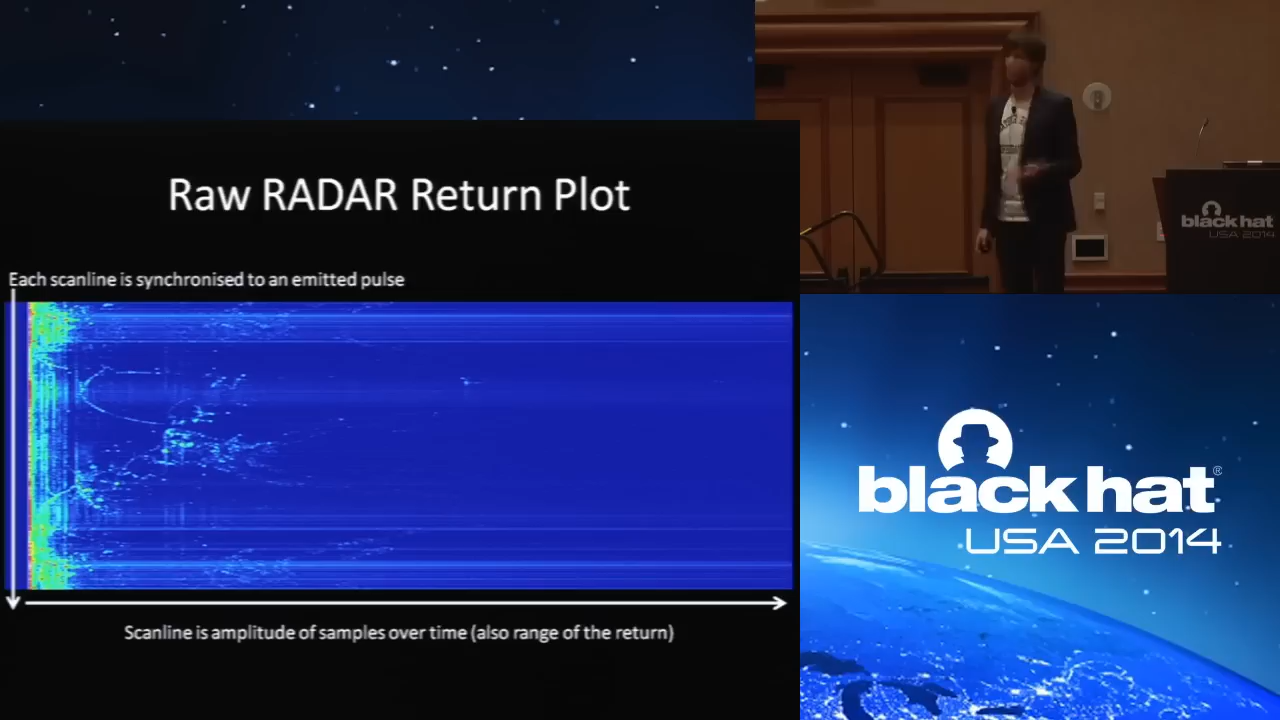 Raw RADAR Return Plot
Each scanline is synchronised to an emitted pulse
Scanline is amplitude of samples over time (also range of the return)
black hat
USA 2014
black hat®
USA 2014